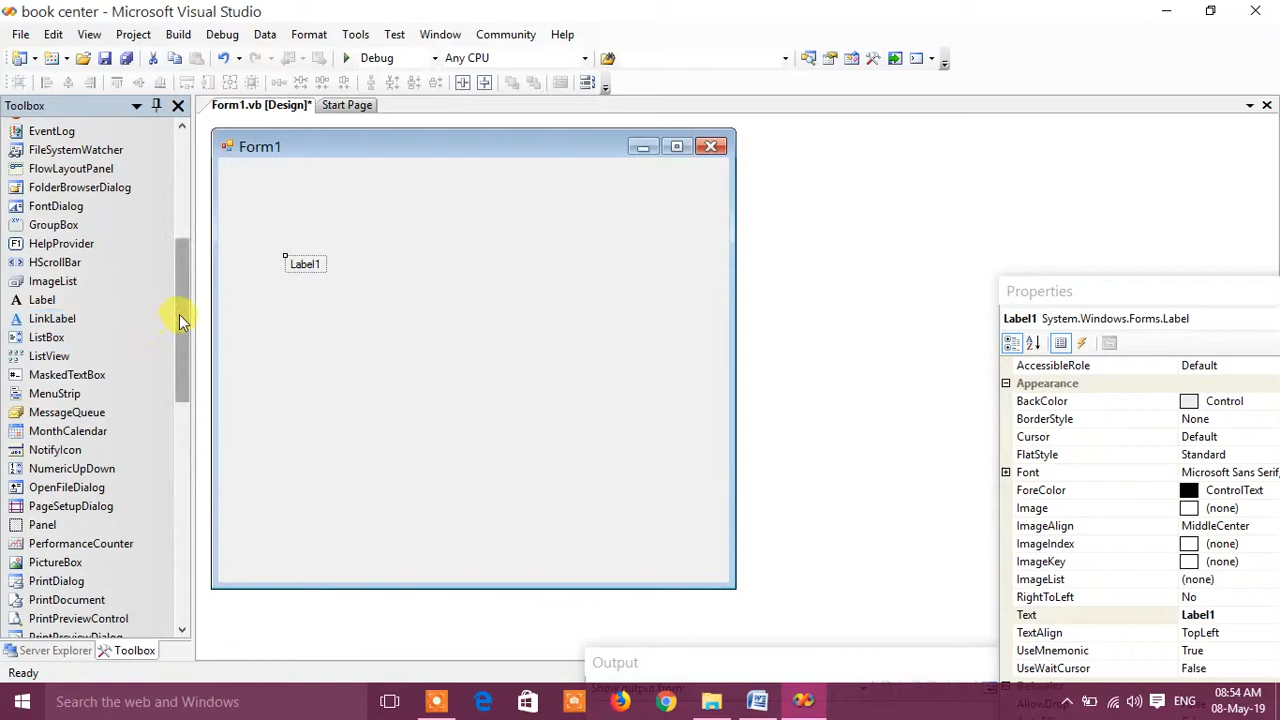 book center - Microsoft Visual Studio
File Edit View Project Build Debug Data Format Tools Test Window Community Help
Debug Any CPU
Toolbox
Form1.vb [Design]* Start Page
EventLog
FileSystemWatcher
FlowLayoutPanel
FolderBrowserDialog
FontDialog
GroupBox
HelpProvider
HScrollBar
ImageList
Label
LinkLabel
ListBox
ListView
MaskedTextBox
MenuStrip
MessageQueue
MonthCalendar
NotifyIcon
NumericUpDown
OpenFileDialog
PageSetupDialog
Panel
PerformanceCounter
PictureBox
PrintDialog
PrintDocument
PrintPreviewControl
PrintPreviewDialog
Server Explorer Toolbox
Form1
Label1
Properties
Label1 System.Windows.Forms.Label
AccessibleRole Default
Appearance
BackColor Control
BorderStyle None
Cursor Default
FlatStyle Standard
Font Microsoft Sans Serif,
ForeColor ControlText
Image (none)
ImageAlign MiddleCenter
ImageIndex (none)
ImageKey (none)
ImageList (none)
RightToLeft No
Text Label1
TextAlign TopLeft
UseMnemonic True
UseWaitCursor False
Output
Ready
Search the web and Windows
ENG
08:54 AM
08-May-19